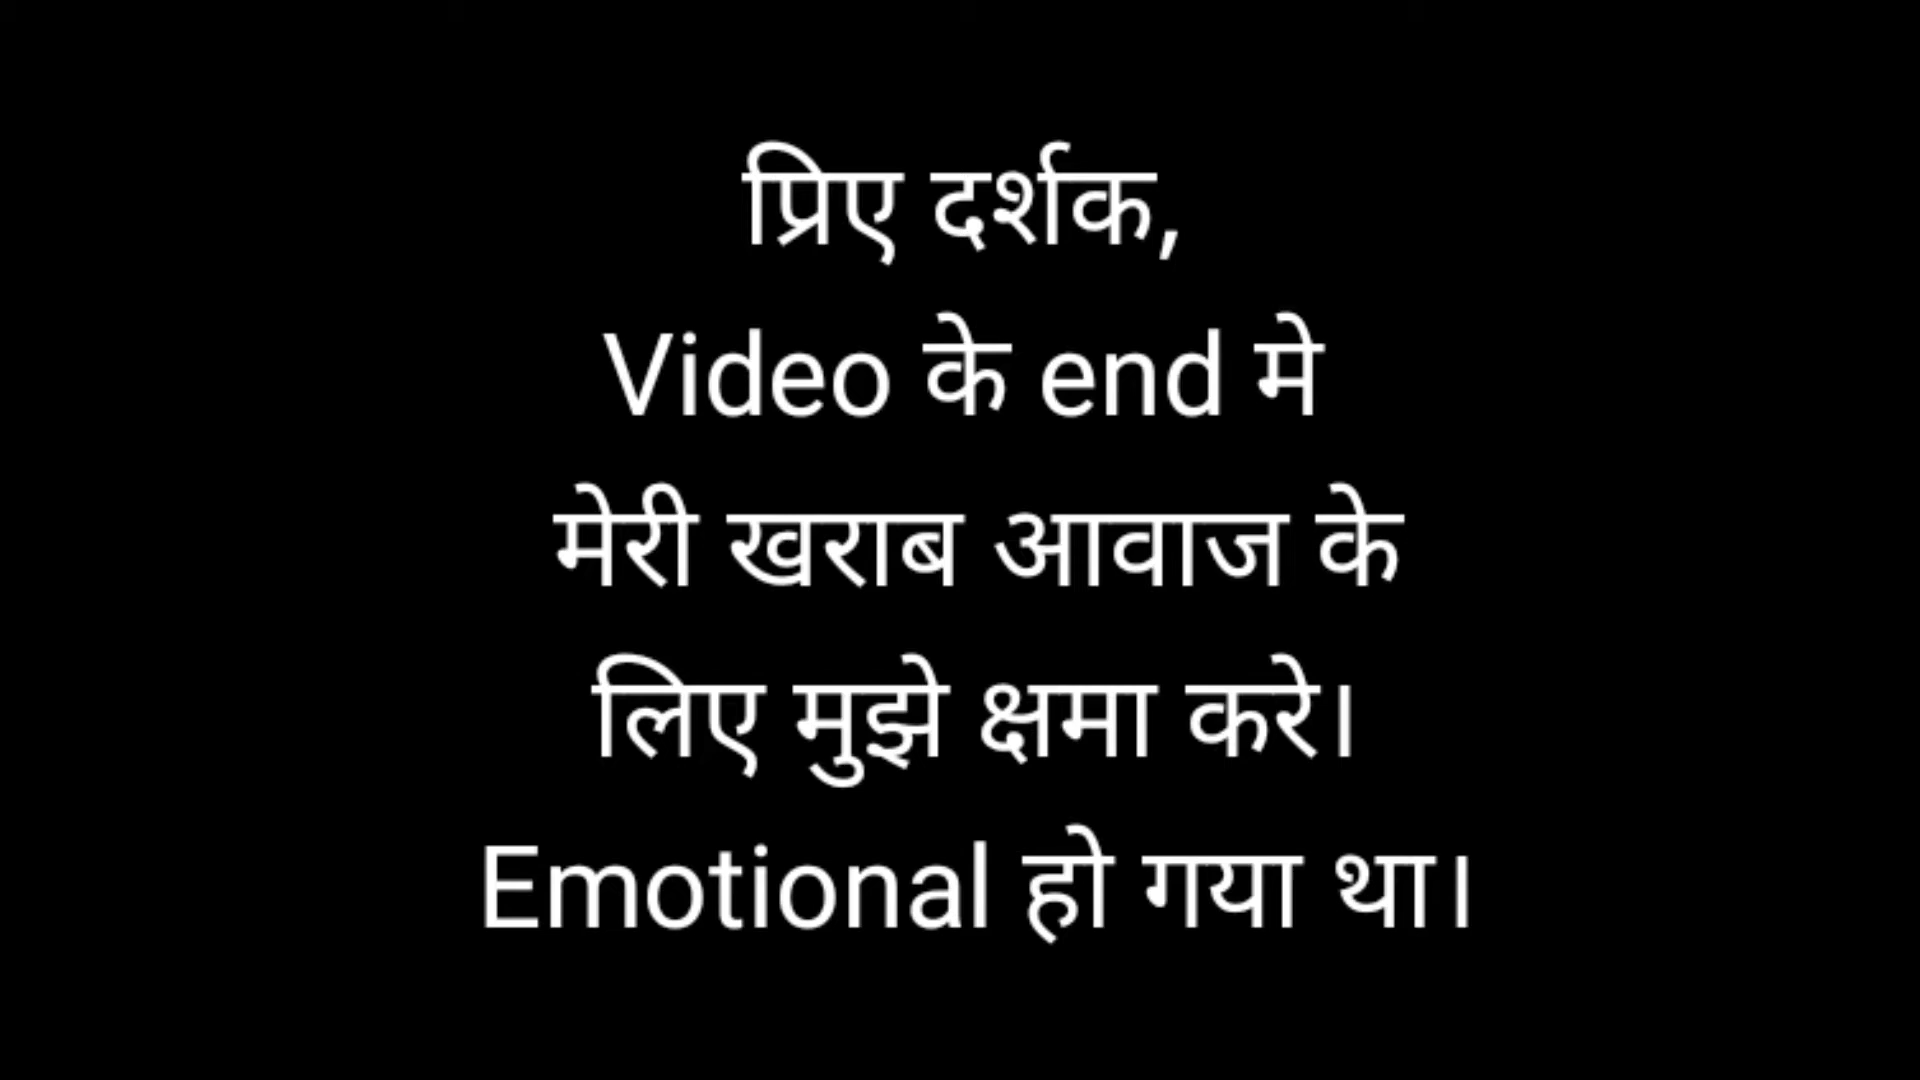 प्रिए दर्शक,
Video के end मे
मेरी खराब आवाज के
लिए मुझे क्षमा करे।
Emotional हो गया था।